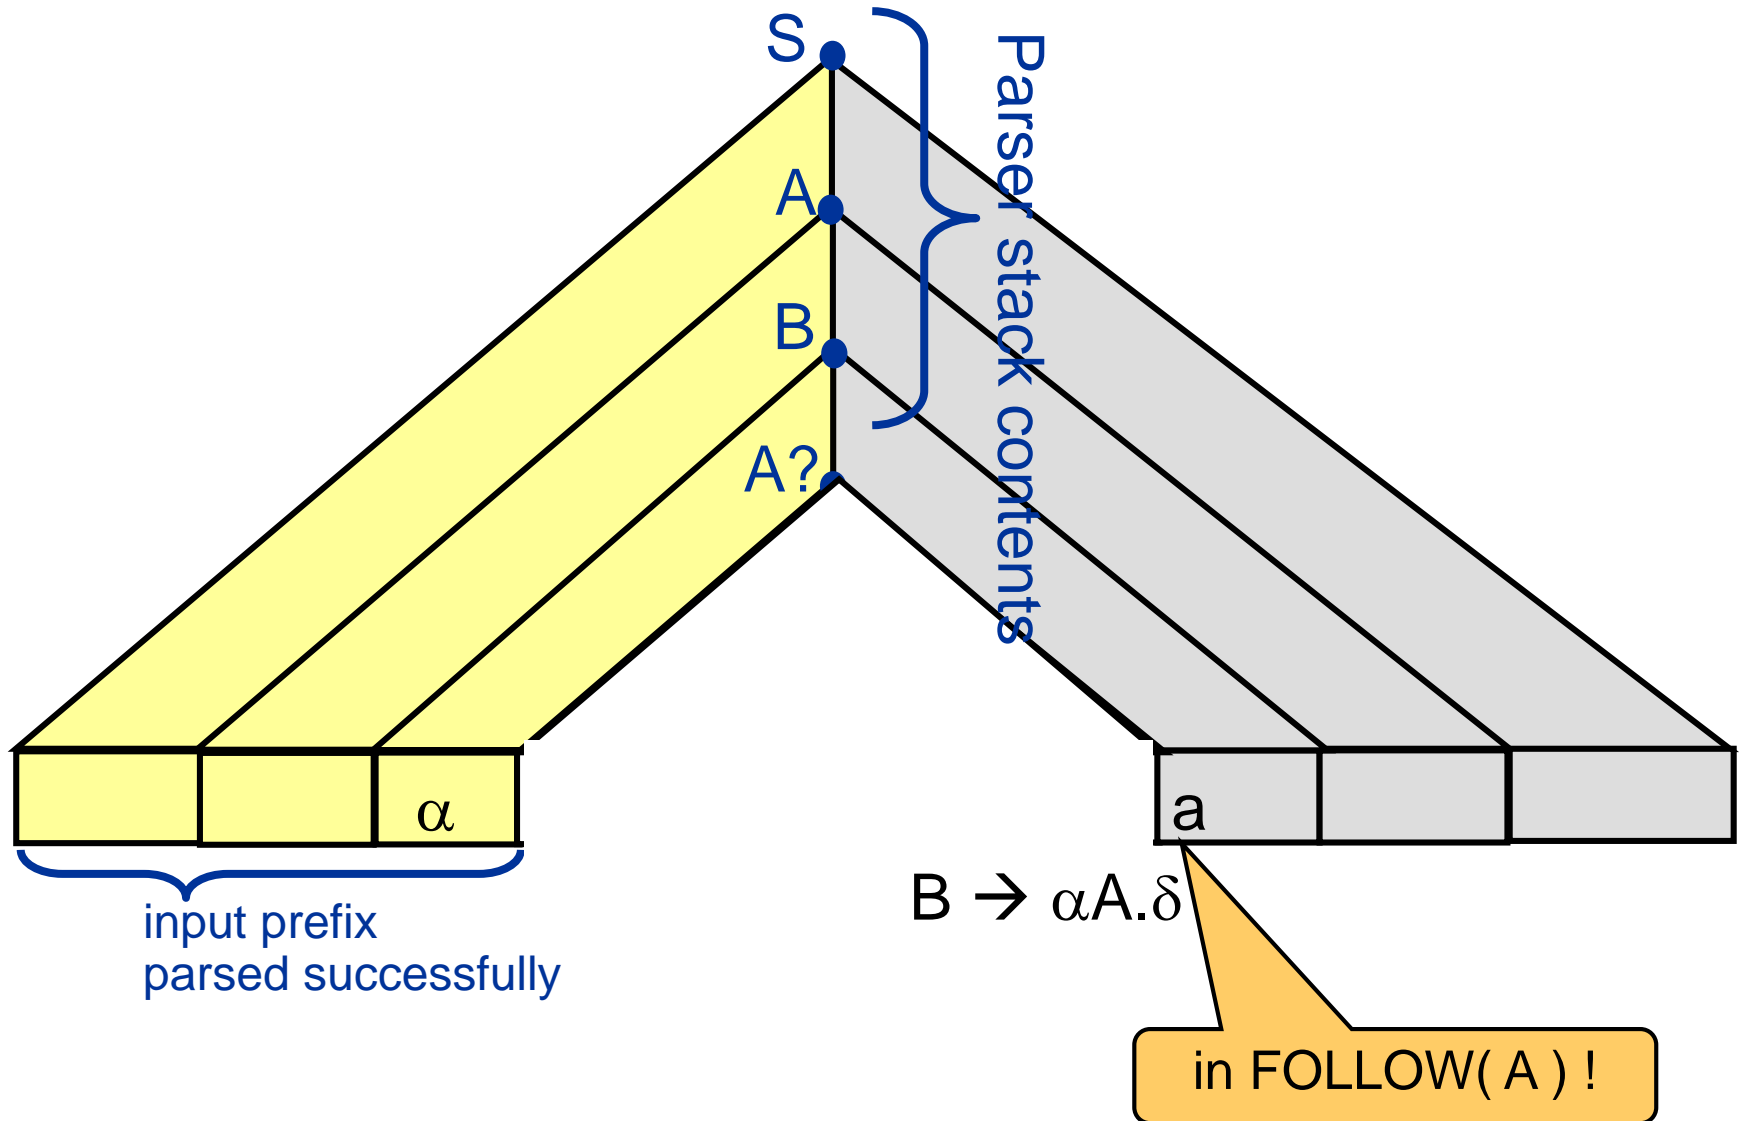 S
A
B
A?
Parser stack contents
α
a
B → αA.δ
input prefix
parsed successfully
in FOLLOW( A ) !